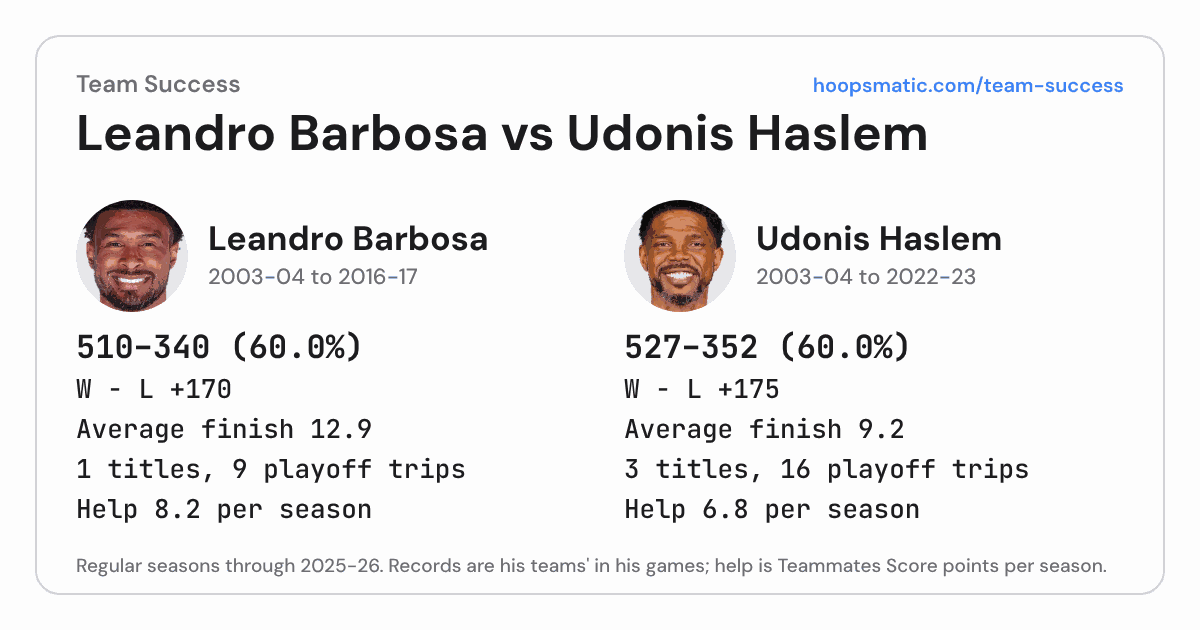 Team Success
hoopsmatic.com/team-success
Leandro Barbosa vs Udonis Haslem
Leandro Barbosa
2003-04 to 2016-17
510-340 (60.0%)
W - L +170
Average finish 12.9
1 titles, 9 playoff trips
Help 8.2 per season
Udonis Haslem
2003-04 to 2022-23
527-352 (60.0%)
W - L +175
Average finish 9.2
3 titles, 16 playoff trips
Help 6.8 per season
Regular seasons through 2025-26. Records are his teams' in his games; help is Teammates Score points per season.